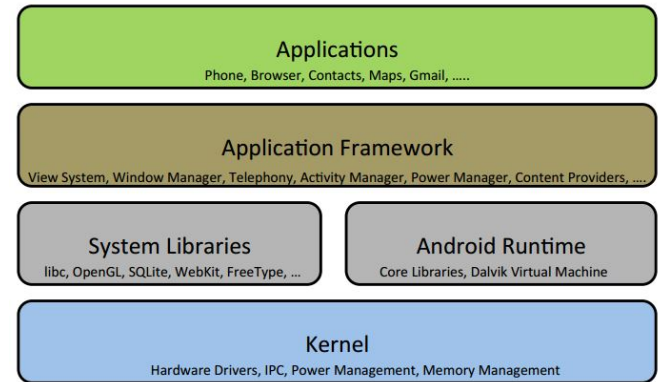 Applications
Phone, Browser, Contacts, Maps, Gmail, .....
Application Framework
View System, Window Manager, Telephony, Activity Manager, Power Manager, Content Providers, ....
System Libraries
libc, OpenGL, SQLite, WebKit, FreeType, ...
Android Runtime
Core Libraries, Dalvik Virtual Machine
Kernel
Hardware Drivers, IPC, Power Management, Memory Management